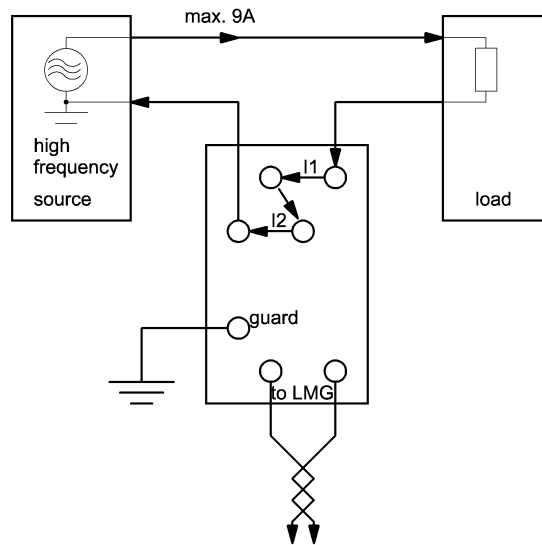 max. 9A
high
frequency
source
load
I1
I2
guard
to LMG